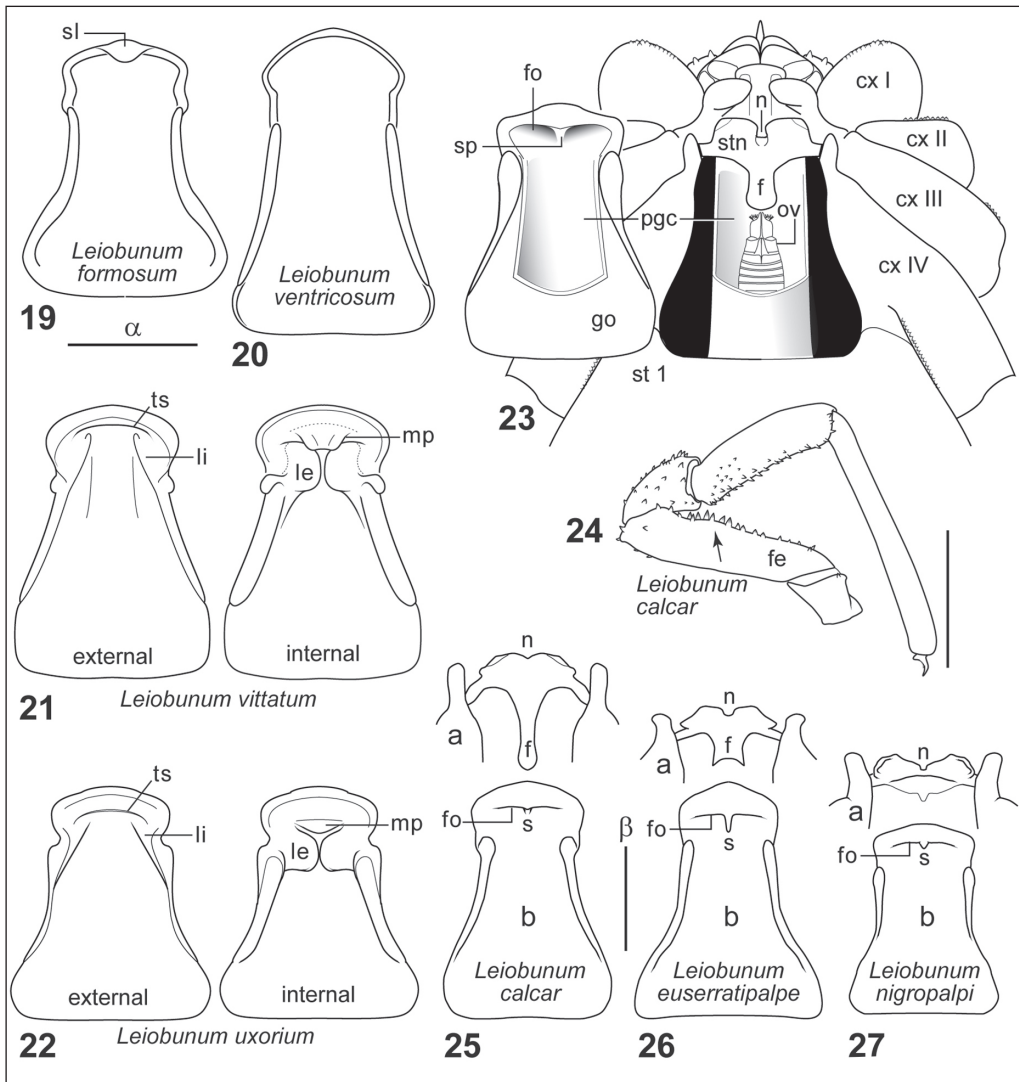 sl
Leiobunum
formosum
19
α
Leiobunum
ventricosum
20
fo
sp
pgc
go
23
st 1
n
stn
f
ov
cx I
cx II
cx III
cx IV
ts
li
external
mp
le
internal
21
Leiobunum vittatum
24
fe
Leiobunum
calcar
ts
li
external
mp
le
internal
22
Leiobunum uxorium
n
a
f
fo
s
b
Leiobunum
calcar
25
β
n
a
f
fo
s
b
Leiobunum
euserratipalpe
26
n
a
fo
s
b
Leiobunum
nigropalpi
27